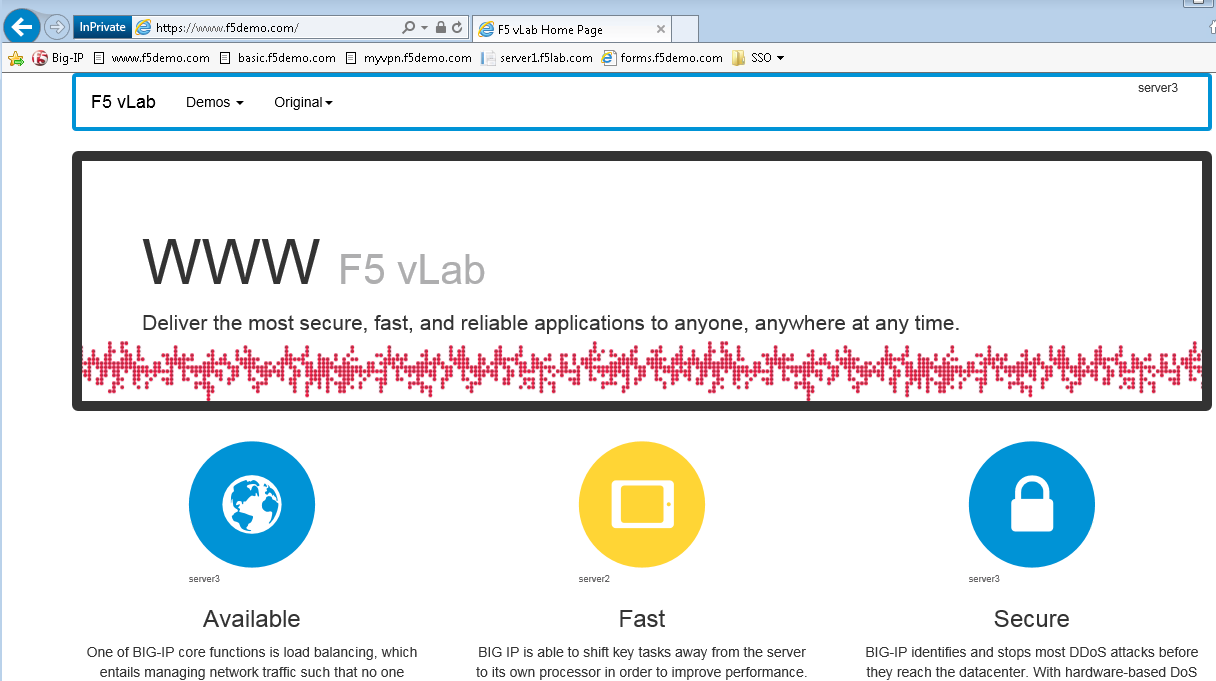 InPrivate https://www.f5demo.com/ F5 vLab Home Page
Big-IP www.f5demo.com basic.f5demo.com myvpn.f5demo.com server1.f5lab.com forms.f5demo.com SSO
server3
F5 vLab Demos Original
WWW F5 vLab
Deliver the most secure, fast, and reliable applications to anyone, anywhere at any time.
server3 server2 server3
Available Fast Secure
One of BIG-IP core functions is load balancing, which
entails managing network traffic such that no one
BIG IP is able to shift key tasks away from the server
to its own processor in order to improve performance.
BIG-IP identifies and stops most DDoS attacks before
they reach the datacenter. With hardware-based DoS